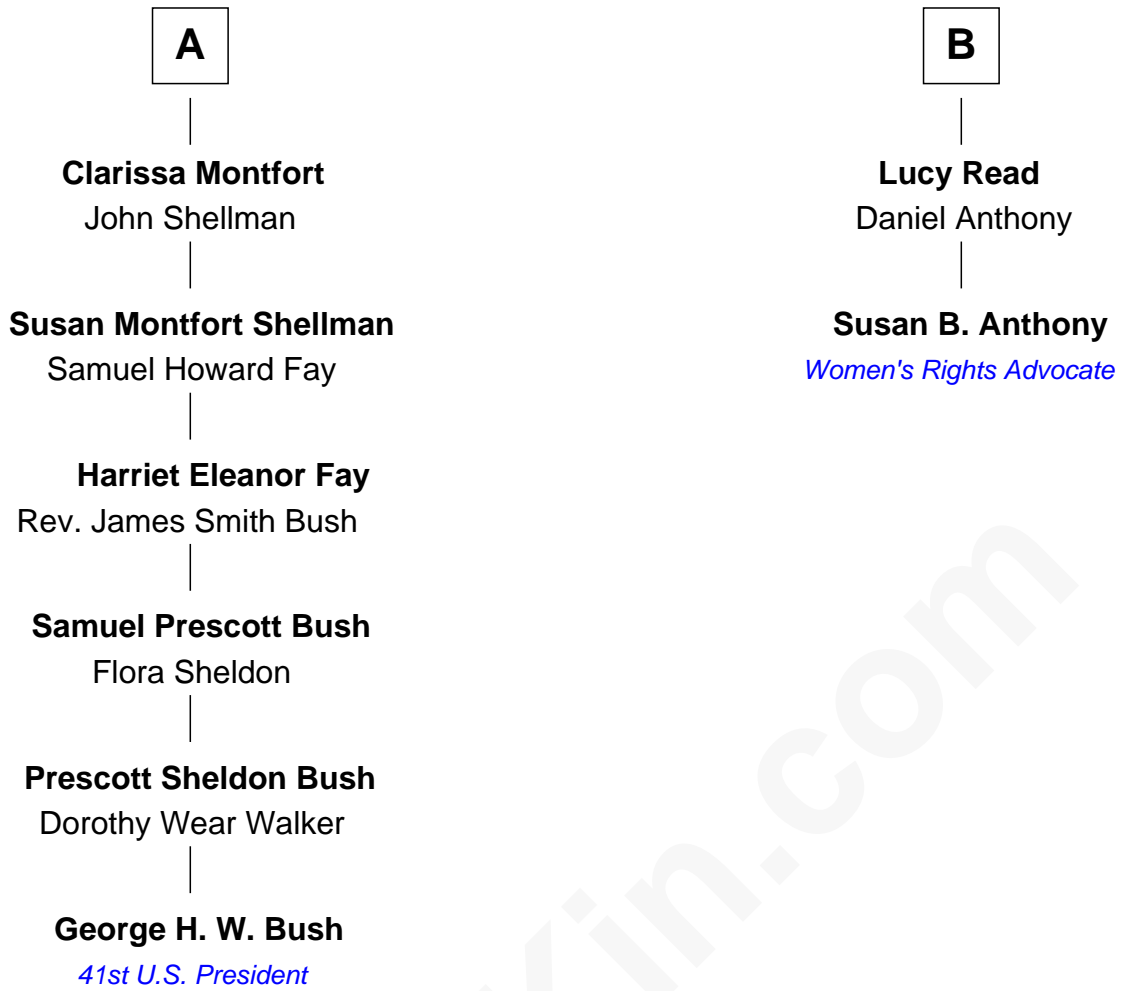 A
Clarissa Montfort
John Shellman
Susan Montfort Shellman
Samuel Howard Fay
Harriet Eleanor Fay
Rev. James Smith Bush
Samuel Prescott Bush
Flora Sheldon
Prescott Sheldon Bush
Dorothy Wear Walker
George H. W. Bush
41st U.S. President
B
Lucy Read
Daniel Anthony
Susan B. Anthony
Women's Rights Advocate
Kin.com